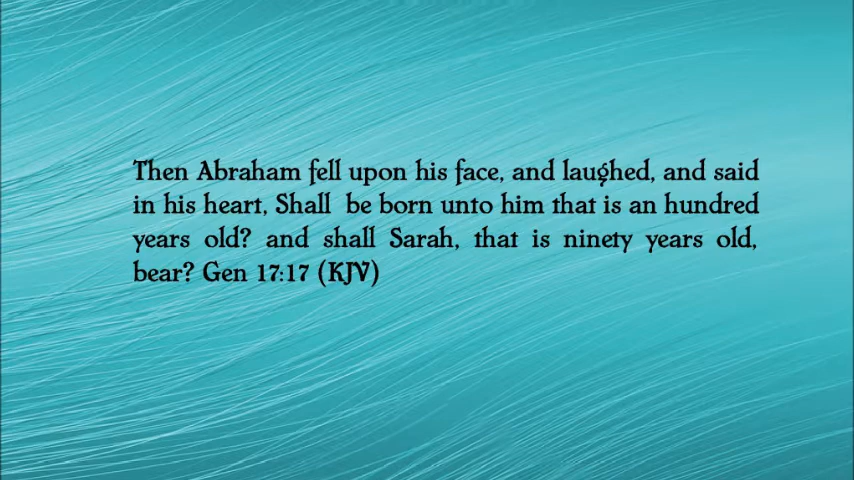 Then Abraham fell upon his face, and laughed, and said
in his heart, Shall be born unto him that is an hundred
years old? and shall Sarah, that is ninety years old,
bear? Gen 17:17 (KJV)